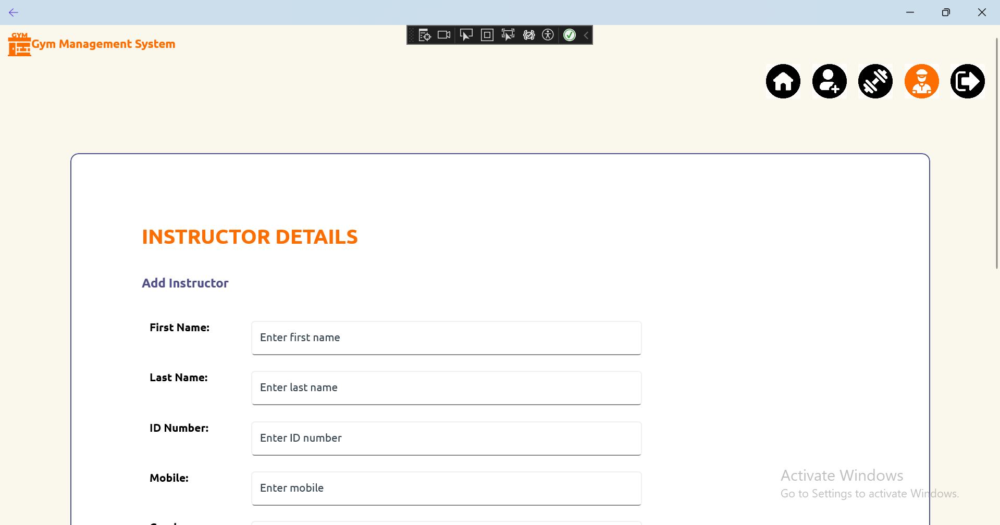 GYM
Gym Management System
INSTRUCTOR DETAILS
Add Instructor
First Name:
Enter first name
Last Name:
Enter last name
ID Number:
Enter ID number
Mobile:
Enter mobile
Activate Windows
Go to Settings to activate Windows.